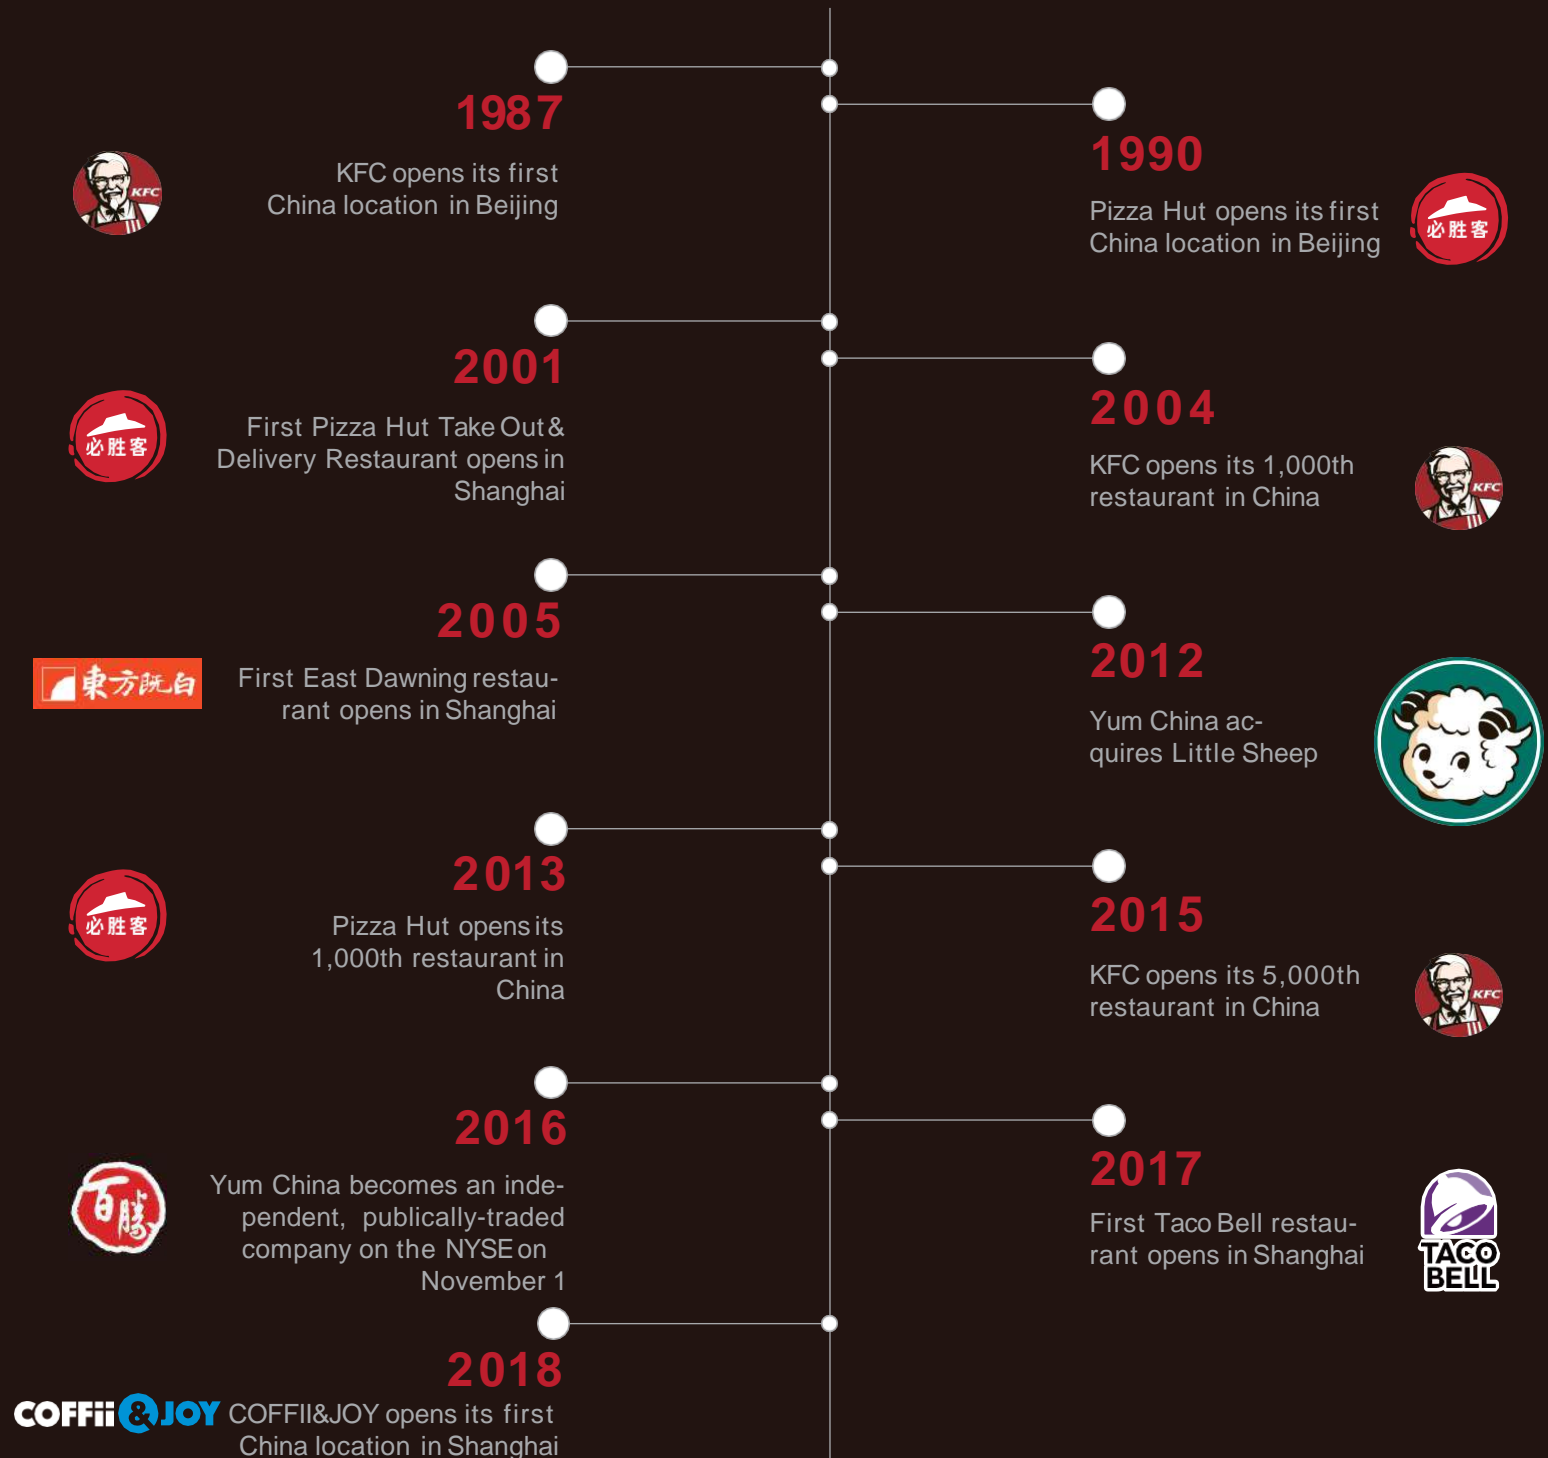 1987
KFC opens its first
China location in Beijing
KFC
1990
Pizza Hut opens its first
China location in Beijing
必胜客
2001
First Pizza Hut Take Out &
Delivery Restaurant opens in
Shanghai
必胜客
2004
KFC opens its 1,000th
restaurant in China
KFC
2005
First East Dawning restau-
rant opens in Shanghai
東方既白
2012
Yum China ac-
quires Little Sheep
2013
Pizza Hut opens its
1,000th restaurant in
China
必胜客
2015
KFC opens its 5,000th
restaurant in China
KFC
2016
Yum China becomes an inde-
pendent, publically-traded
company on the NYSE on
November 1
百勝
2017
First Taco Bell restau-
rant opens in Shanghai
TACO
BELL
2018
COFFii & JOY
COFFII&JOY opens its first
China location in Shanghai